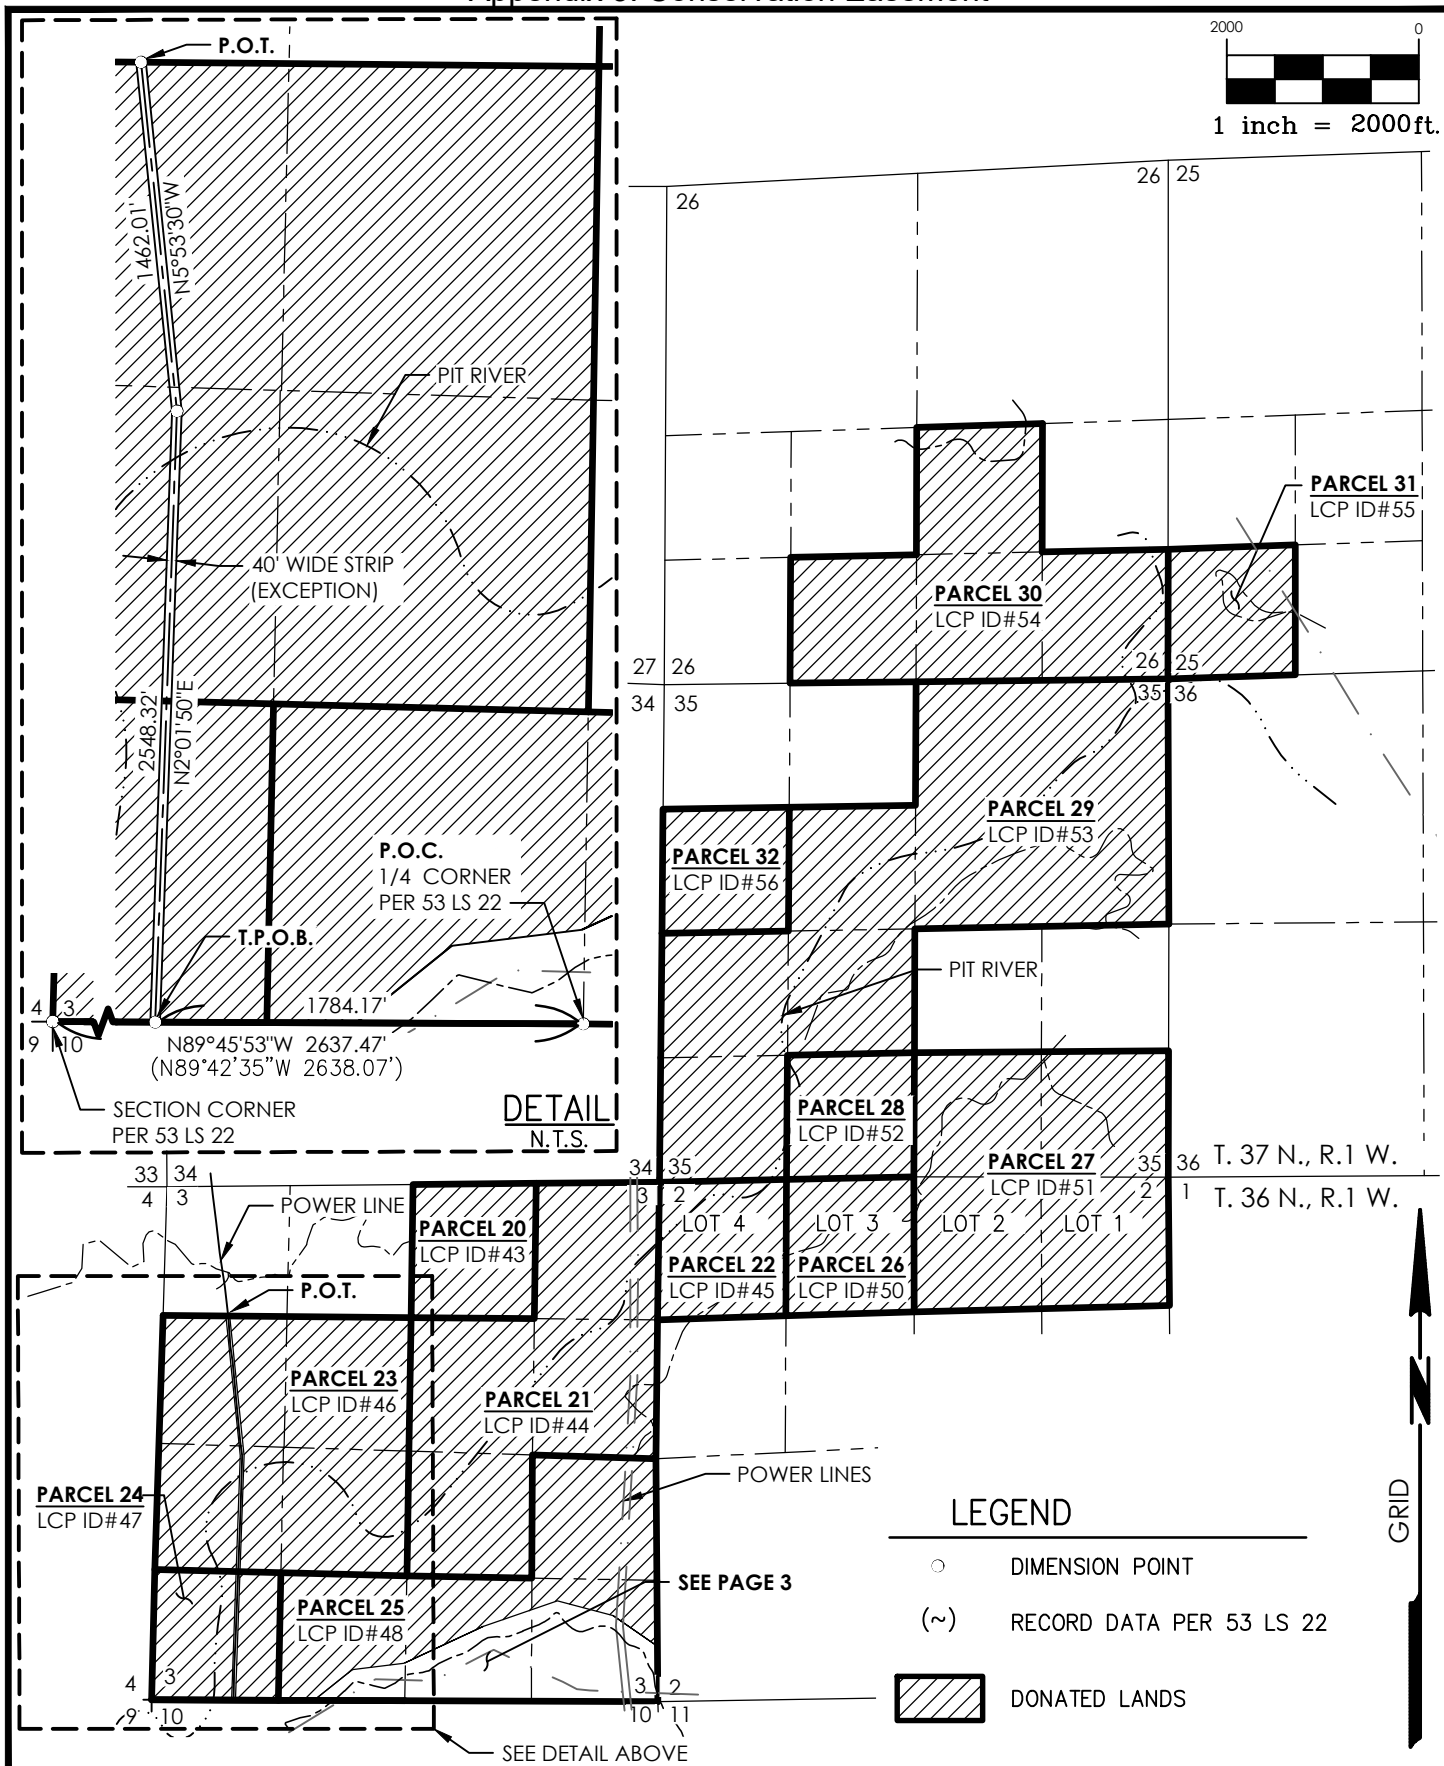 2000 0
1 inch = 2000ft.
P.O.T.
1462.01'
N5°53'30"W
PIT RIVER
40' WIDE STRIP
(EXCEPTION)
2548.32'
N2°01'50"E
P.O.C.
1/4 CORNER
PER 53 LS 22
T.P.O.B.
1784.17'
4 3
9 10
N89°45'53"W 2637.47'
(N89°42'35"W 2638.07')
SECTION CORNER
PER 53 LS 22
DETAIL
N.T.S.
26
26 25
PARCEL 31
LCP ID#55
PARCEL 30
LCP ID#54
27 26
34 35
26 25
35 36
PARCEL 29
LCP ID#53
PARCEL 32
LCP ID#56
PIT RIVER
PARCEL 28
LCP ID#52
PARCEL 27
LCP ID#51
35 36
2 1
T. 37 N., R.1 W.
T. 36 N., R.1 W.
33 34
4 3
34 35
3 2
LOT 4
LOT 3
LOT 2
LOT 1
POWER LINE
PARCEL 20
LCP ID#43
PARCEL 22
LCP ID#45
PARCEL 26
LCP ID#50
P.O.T.
PARCEL 23
LCP ID#46
PARCEL 21
LCP ID#44
POWER LINES
PARCEL 24
LCP ID#47
PARCEL 25
LCP ID#48
SEE PAGE 3
4 3
9 10
3 2
10 11
SEE DETAIL ABOVE
LEGEND
DIMENSION POINT
(~) RECORD DATA PER 53 LS 22
DONATED LANDS
N
GRID